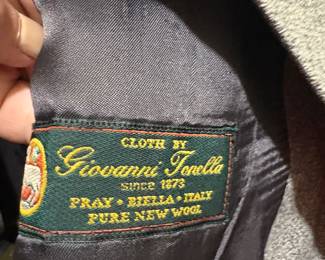 CLOTH BY
Giovanni Tonella
SINCE 1873
PRAY • BIELLA • ITALY
PURE NEW WOOL